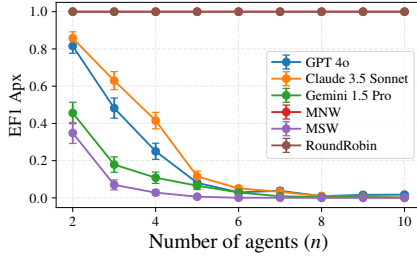 1.0
0.8
0.6
0.4
0.2
0.0
EF1 Apx
GPT 4o
Claude 3.5 Sonnet
Gemini 1.5 Pro
MNW
MSW
RoundRobin
2 4 6 8 10
Number of agents (n)